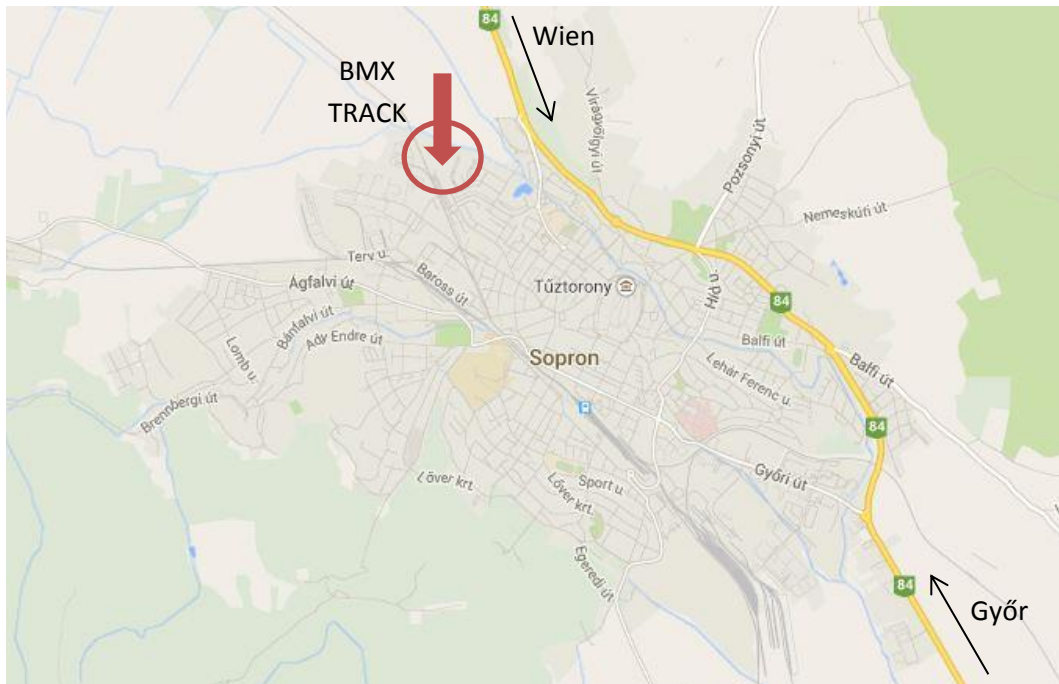 84
Wien
BMX
TRACK
Virágvölgyi út
Pozsonyi út
Nemeskúti út
Terv u.
Ágfalvi út
Baross út
Tűztorony
Híd u.
84
Bánfalvi út
Ady Endre út
Sopron
Balfi út
Balfi út
Lomb u.
Lehár Ferenc u.
Brennbergi út
84
Lőver krt.
Sport u.
Győri út
Lőver krt.
Egeredi út
84
Győr